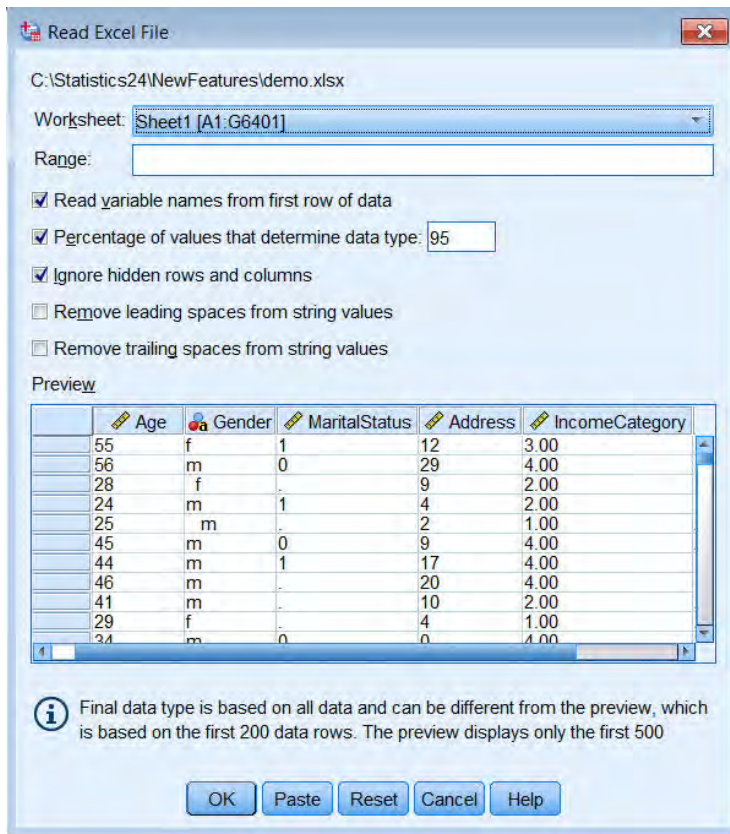 Read Excel File
C:\Statistics24\NewFeatures\demo.xlsx
Worksheet: Sheet1 [A1:G6401]
Range:
Read variable names from first row of data
Percentage of values that determine data type: 95
Ignore hidden rows and columns
Remove leading spaces from string values
Remove trailing spaces from string values
Preview
Age Gender MaritalStatus Address IncomeCategory
55 f 1 12 3.00
56 m 0 29 4.00
28 f . 9 2.00
24 m 1 4 2.00
25 m . 2 1.00
45 m 0 9 4.00
44 m 1 17 4.00
46 m . 20 4.00
41 m . 10 2.00
29 f . 4 1.00
34 m 0 0 4.00
Final data type is based on all data and can be different from the preview, which
is based on the first 200 data rows. The preview displays only the first 500
OK Paste Reset Cancel Help